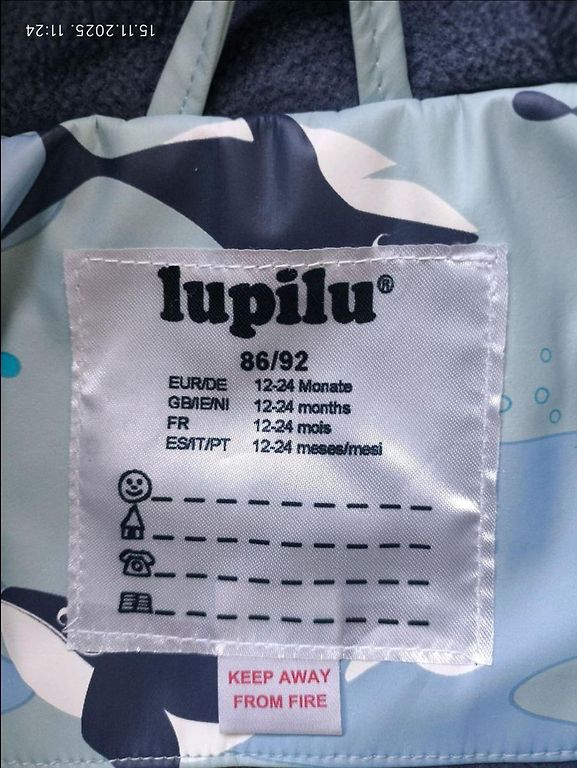 15.11.2025. 11:24
lupilu®
86/92
EUR/DE 12-24 Monate
GB/IE/NI 12-24 months
FR 12-24 mois
ES/IT/PT 12-24 meses/mesi
KEEP AWAY
FROM FIRE